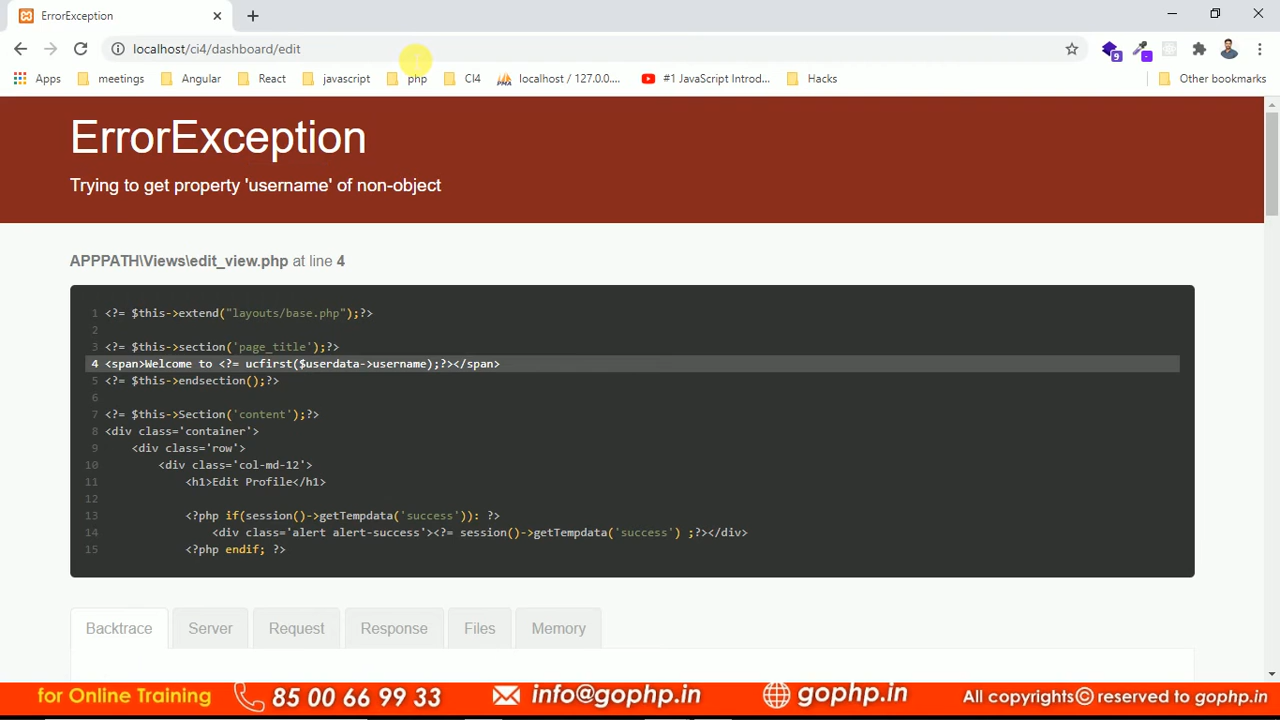 ErrorException
localhost/ci4/dashboard/edit
9
Apps meetings Angular React javascript php CI4 localhost / 127.0.0.... #1 JavaScript Introd... Hacks Other bookmarks
ErrorException
Trying to get property 'username' of non-object
APPPATH\Views\edit_view.php at line 4
1 <?= $this->extend("layouts/base.php");?>
2
3 <?= $this->section('page_title');?>
4 <span>Welcome to <?= ucfirst($userdata->username);?></span>
5 <?= $this->endsection();?>
6
7 <?= $this->Section('content');?>
8 <div class='container'>
9 <div class='row'>
10 <div class='col-md-12'>
11 <h1>Edit Profile</h1>
12
13 <?php if(session()->getTempdata('success')): ?>
14 <div class='alert alert-success'><?= session()->getTempdata('success') ;?></div>
15 <?php endif; ?>
Backtrace Server Request Response Files Memory
for Online Training 85 00 66 99 33 info@gophp.in gophp.in All copyrights© reserved to gophp.in